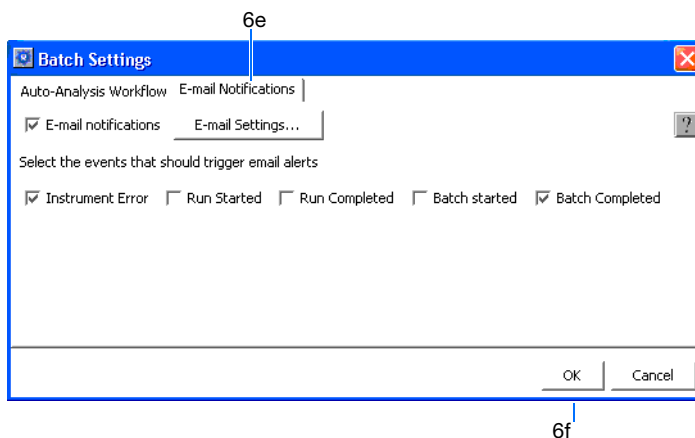 6e
Batch Settings
Auto-Analysis Workflow E-mail Notifications
E-mail notifications E-mail Settings... ?
Select the events that should trigger email alerts
Instrument Error Run Started Run Completed Batch started Batch Completed
OK Cancel
6f